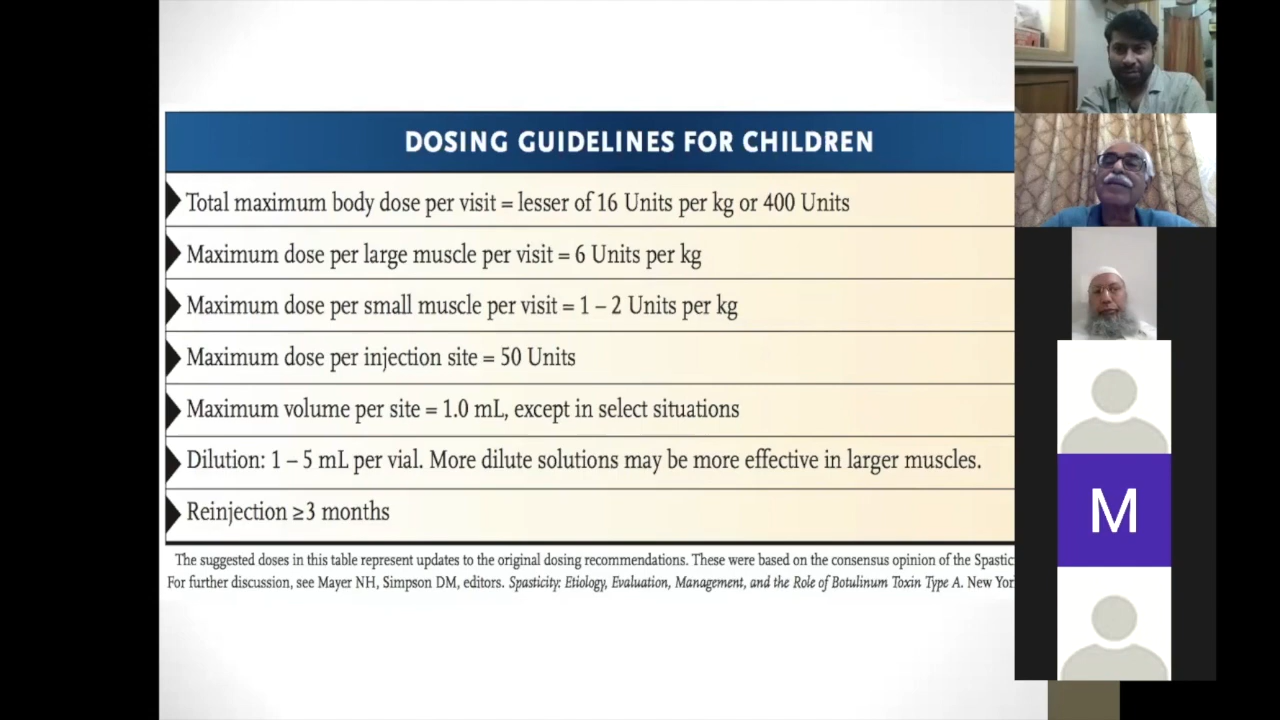 DOSING GUIDELINES FOR CHILDREN
Total maximum body dose per visit = lesser of 16 Units per kg or 400 Units
Maximum dose per large muscle per visit = 6 Units per kg
Maximum dose per small muscle per visit = 1 – 2 Units per kg
Maximum dose per injection site = 50 Units
Maximum volume per site = 1.0 mL, except in select situations
Dilution: 1 – 5 mL per vial. More dilute solutions may be more effective in larger muscles.
Reinjection ≥3 months
The suggested doses in this table represent updates to the original dosing recommendations. These were based on the consensus opinion of the Spastic
For further discussion, see Mayer NH, Simpson DM, editors. Spasticity: Etiology, Evaluation, Management, and the Role of Botulinum Toxin Type A. New Yor
M